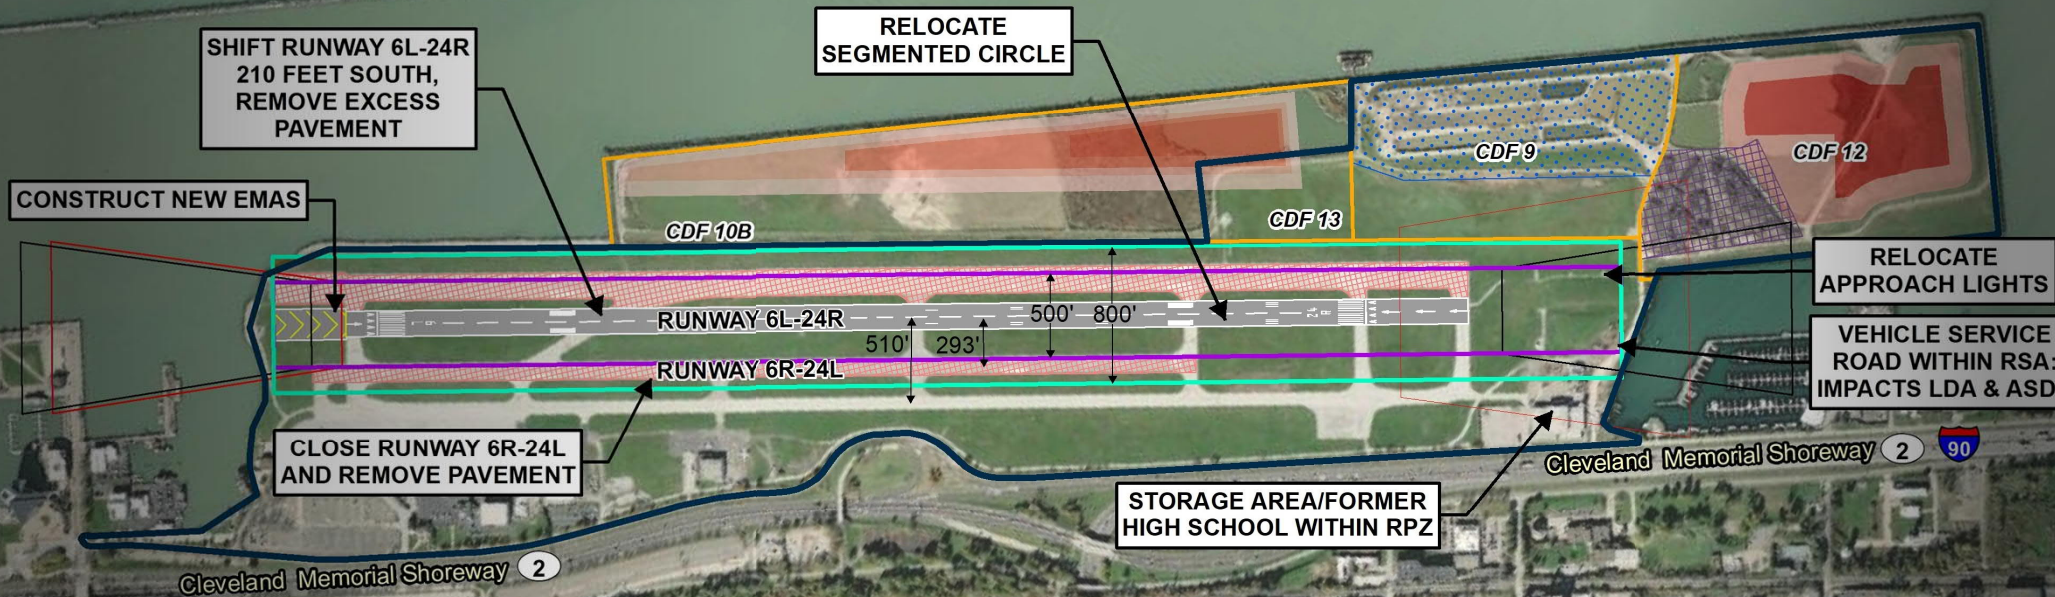 SHIFT RUNWAY 6L-24R
210 FEET SOUTH,
REMOVE EXCESS
PAVEMENT
RELOCATE
SEGMENTED CIRCLE
CONSTRUCT NEW EMAS
CDF 10B
CDF 13
CDF 9
CDF 12
RELOCATE
APPROACH LIGHTS
VEHICLE SERVICE
ROAD WITHIN RSA:
IMPACTS LDA & ASD
RUNWAY 6L-24R
24
R
500'
800'
510'
293'
RUNWAY 6R-24L
CLOSE RUNWAY 6R-24L
AND REMOVE PAVEMENT
STORAGE AREA/FORMER
HIGH SCHOOL WITHIN RPZ
Cleveland Memorial Shoreway 2 90
Cleveland Memorial Shoreway 2